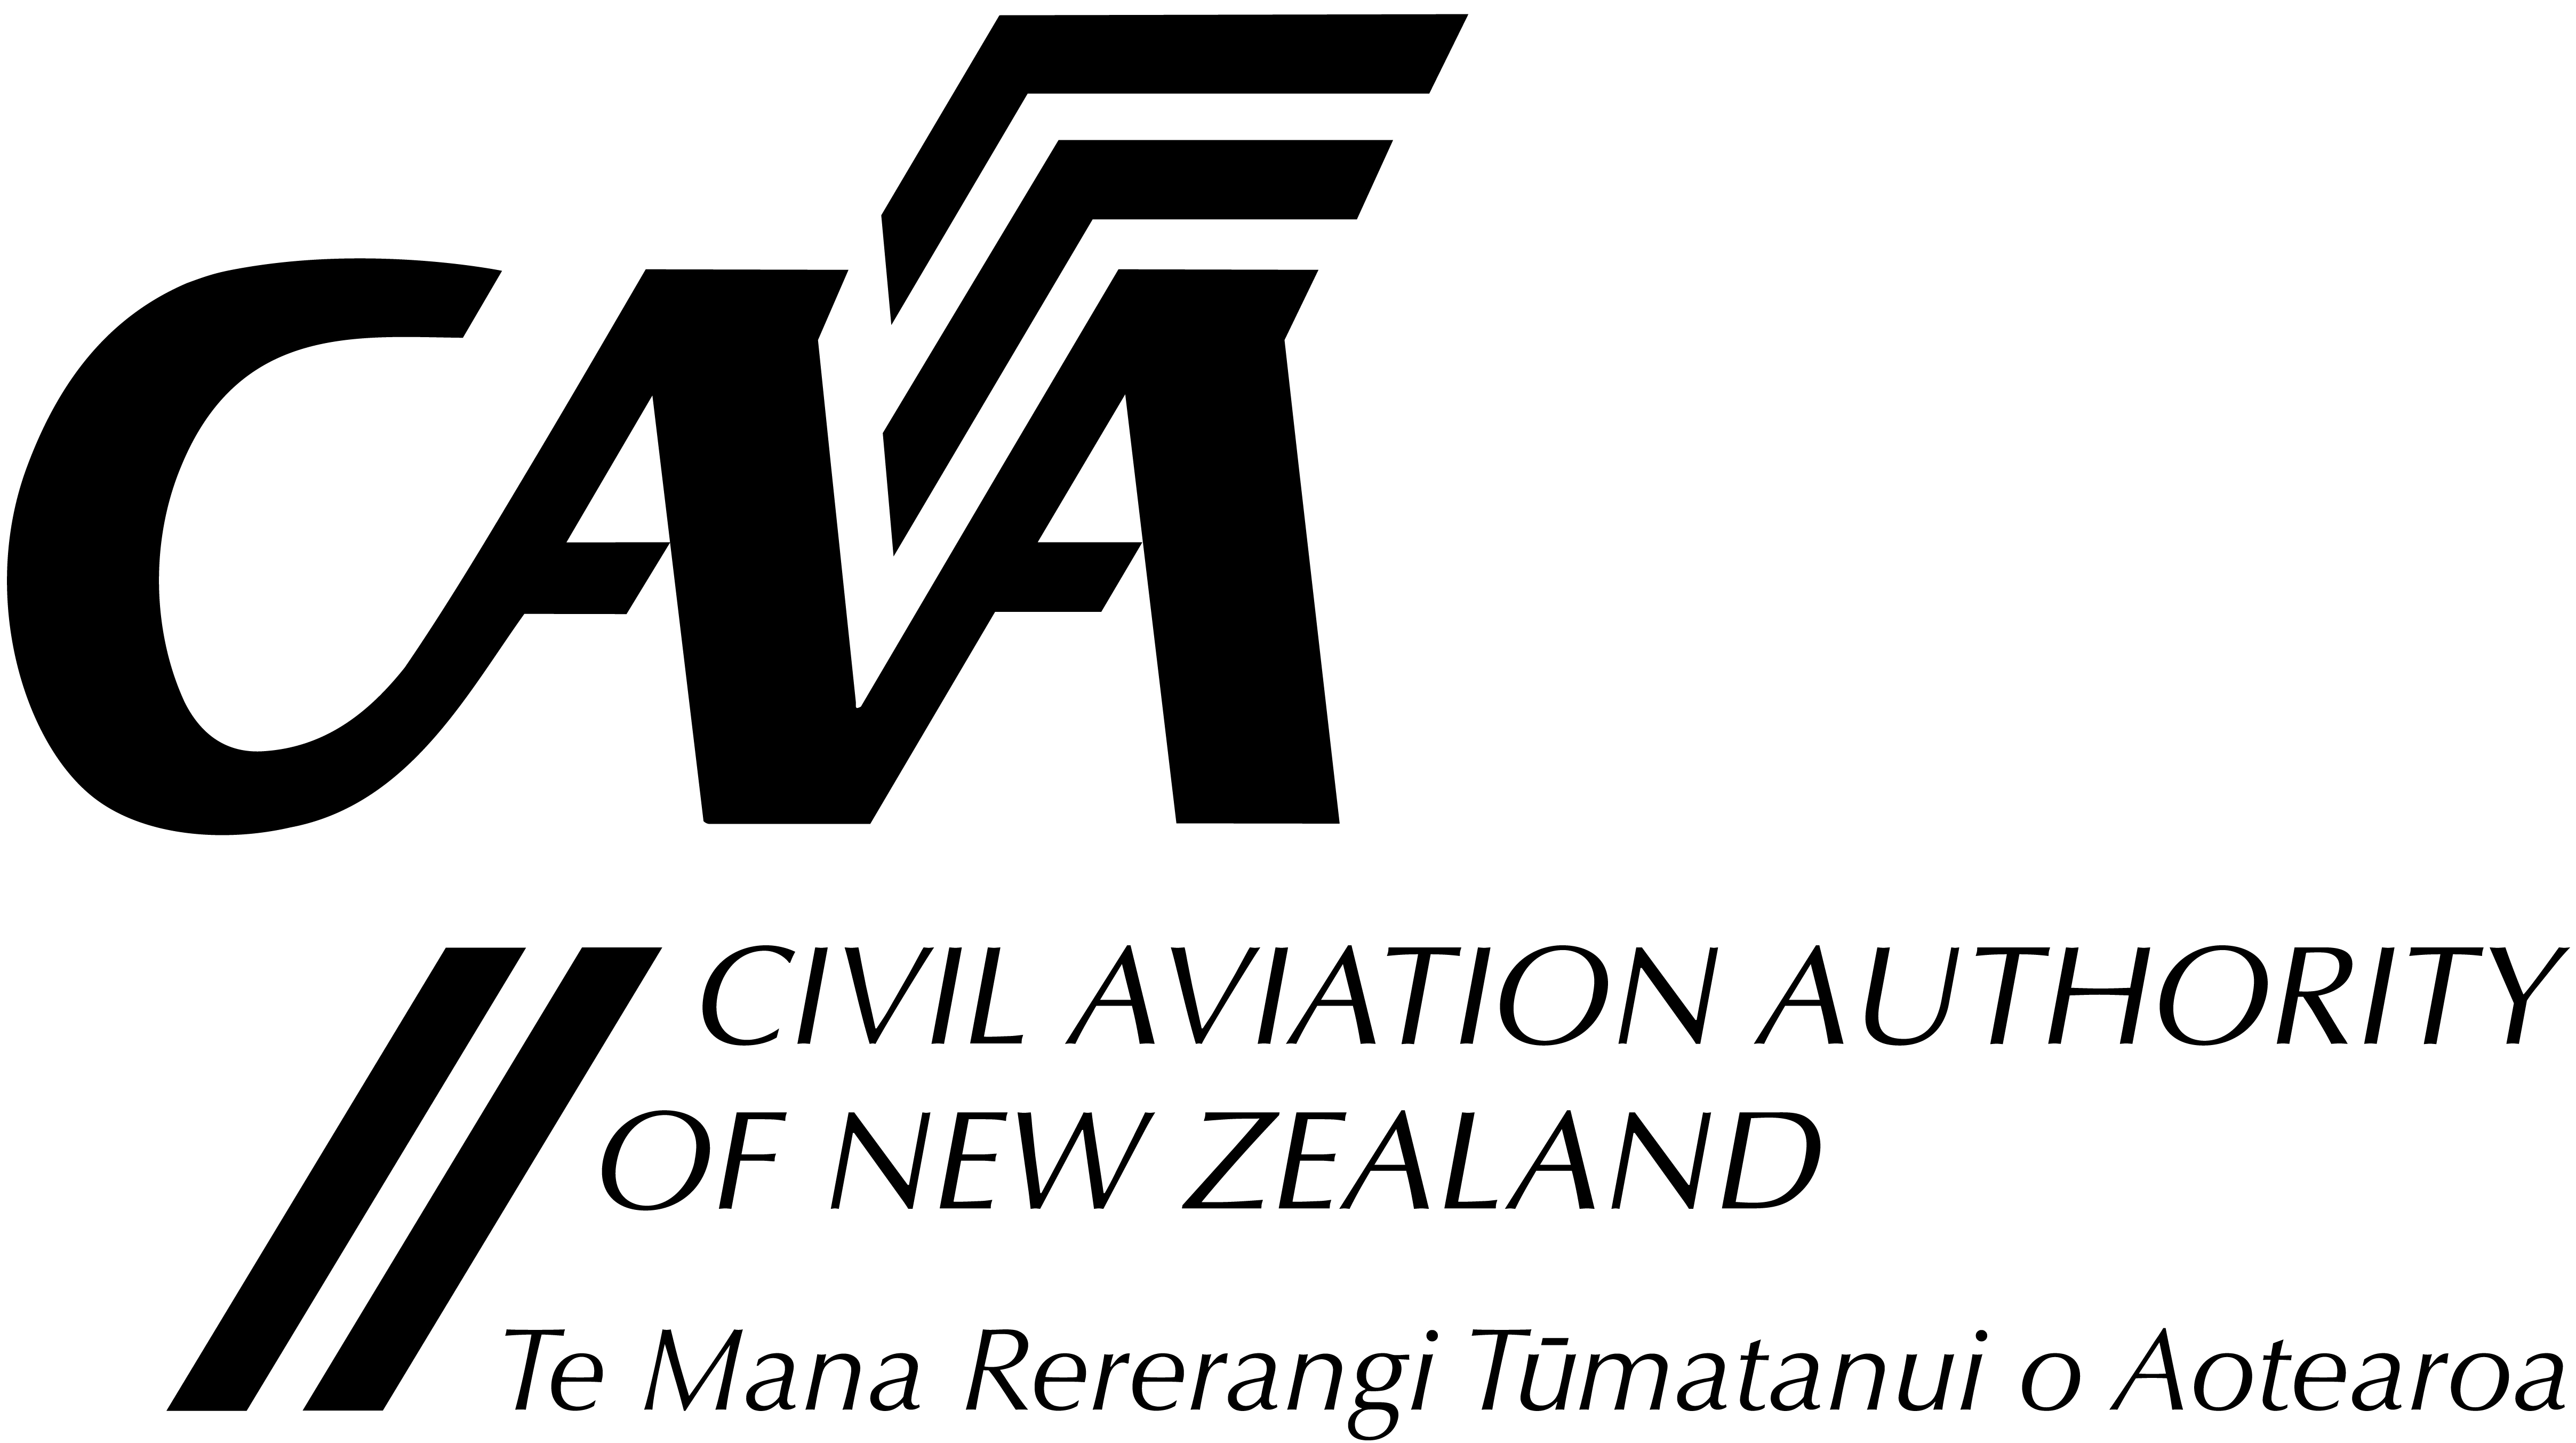 CAA
CIVIL AVIATION AUTHORITY
OF NEW ZEALAND
Te Mana Rererangi Tūmatanui o Aotearoa